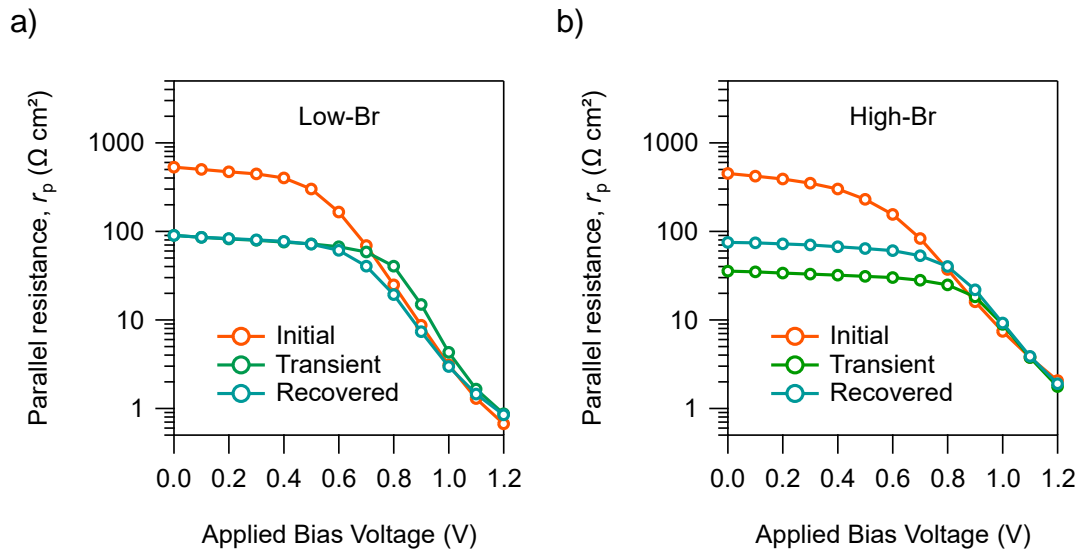 a)
Parallel resistance, rp (Ω cm²)
1000
100
10
1
Low-Br
Initial
Transient
Recovered
0.0 0.2 0.4 0.6 0.8 1.0 1.2
Applied Bias Voltage (V)
b)
Parallel resistance, rp (Ω cm²)
1000
100
10
1
High-Br
Initial
Transient
Recovered
0.0 0.2 0.4 0.6 0.8 1.0 1.2
Applied Bias Voltage (V)